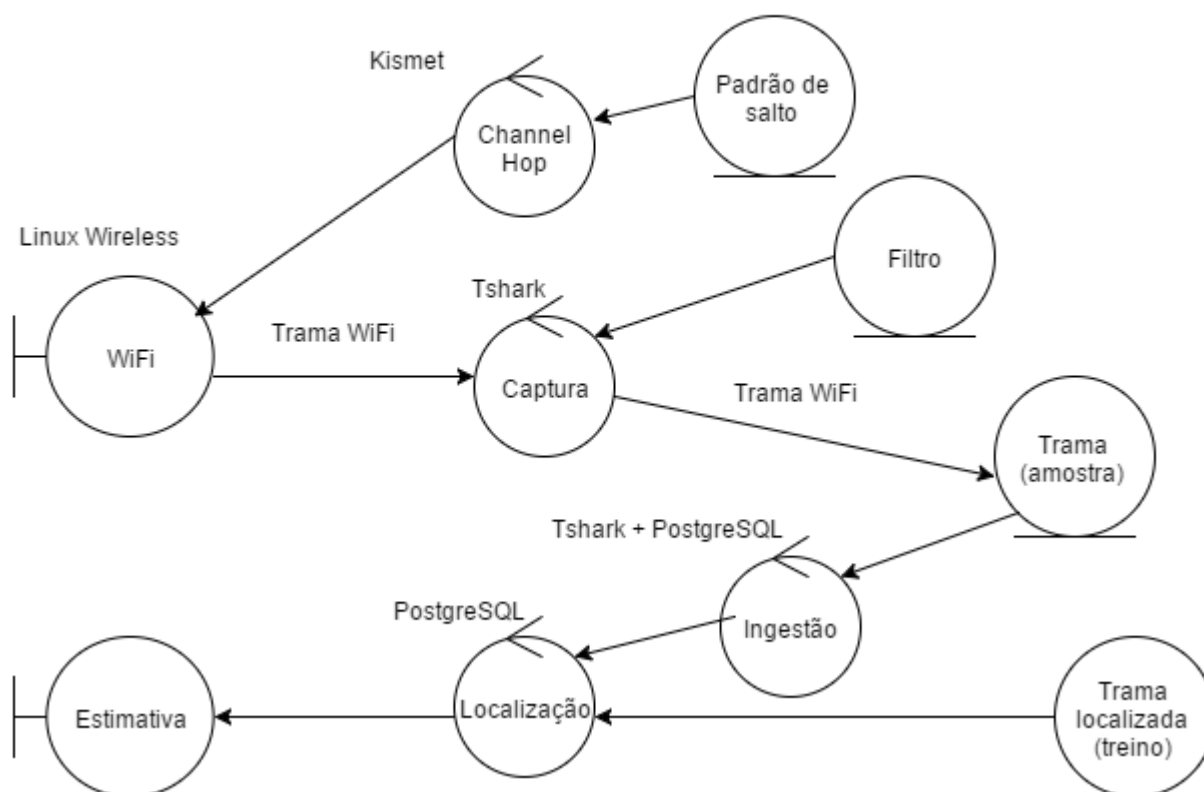 Kismet
Channel
Hop
Padrão de
salto
Linux Wireless
WiFi
Trama WiFi
Tshark
Captura
Filtro
Trama WiFi
Trama
(amostra)
Tshark + PostgreSQL
Ingestão
PostgreSQL
Localização
Estimativa
Trama
localizada
(treino)